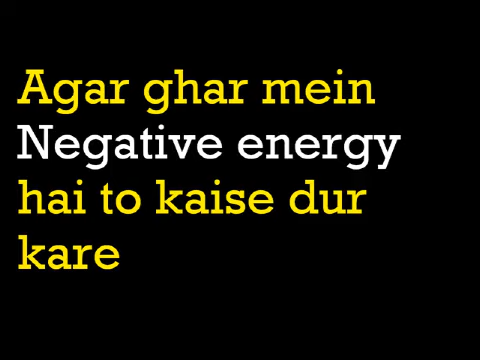 Agar ghar mein
Negative energy
hai to kaise dur
kare